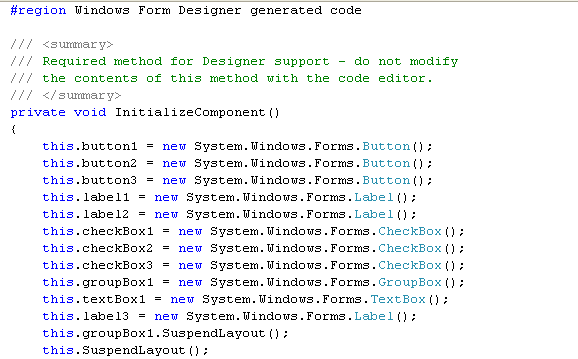 #region Windows Form Designer generated code
/// <summary>
/// Required method for Designer support - do not modify
/// the contents of this method with the code editor.
/// </summary>
private void InitializeComponent()
{
this.button1 = new System.Windows.Forms.Button();
this.button2 = new System.Windows.Forms.Button();
this.button3 = new System.Windows.Forms.Button();
this.label1 = new System.Windows.Forms.Label();
this.label2 = new System.Windows.Forms.Label();
this.checkBox1 = new System.Windows.Forms.CheckBox();
this.checkBox2 = new System.Windows.Forms.CheckBox();
this.checkBox3 = new System.Windows.Forms.CheckBox();
this.groupBox1 = new System.Windows.Forms.GroupBox();
this.textBox1 = new System.Windows.Forms.TextBox();
this.label3 = new System.Windows.Forms.Label();
this.groupBox1.SuspendLayout();
this.SuspendLayout();